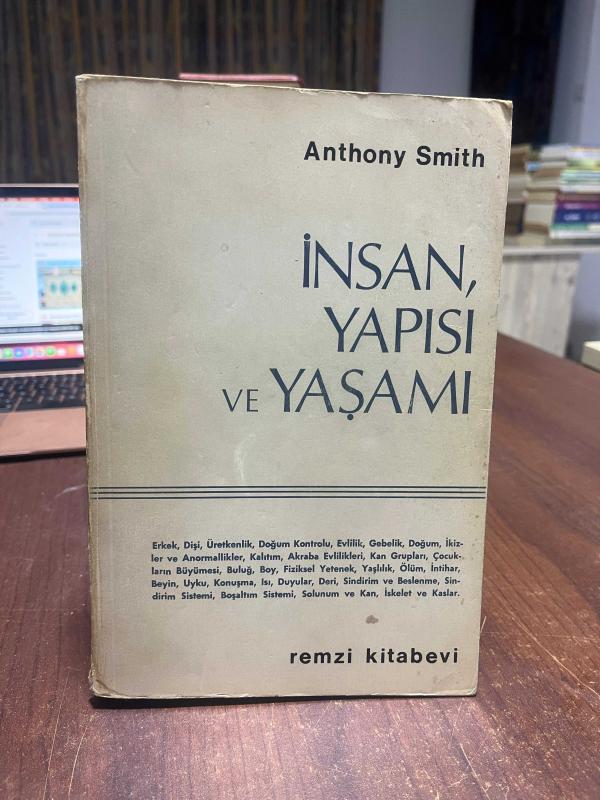 Anthony Smith
İNSAN,
YAPISI
VE YAŞAMI
Erkek, Dişi, Üretkenlik, Doğum Kontrolu, Evlilik, Gebelik, Doğum, İkiz-
ler ve Anormallikler, Kalıtım, Akraba Evlilikleri, Kan Grupları, Çocuk-
ların Büyümesi, Buluğ, Boy, Fiziksel Yetenek, Yaşlılık, Ölüm, İntihar,
Beyin, Uyku, Konuşma, Isı, Duyular, Deri, Sindirim ve Beslenme, Sin-
dirim Sistemi, Boşaltım Sistemi, Solunum ve Kan, İskelet ve Kaslar.
remzi kitabevi